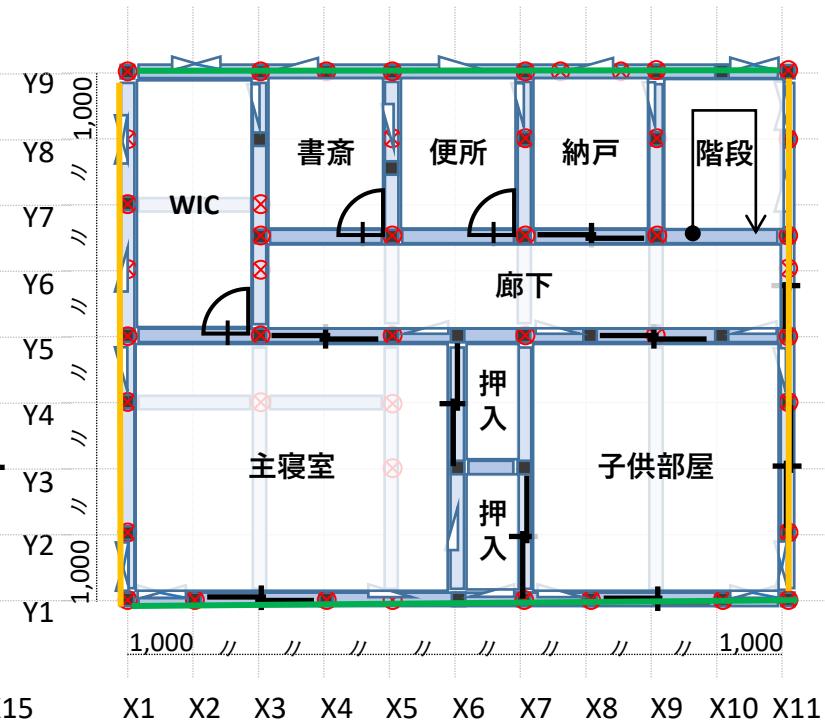 Y9
1,000
Y8
〃
書斎
便所
納戸
階段
WIC
Y7
〃
Y6
〃
廊下
Y5
〃
押入
Y4
〃
主寝室
子供部屋
Y3
〃
押入
Y2
1,000
Y1
1,000 〃 〃 〃 〃 〃 〃 〃 〃 1,000
X15 X1 X2 X3 X4 X5 X6 X7 X8 X9 X10 X11